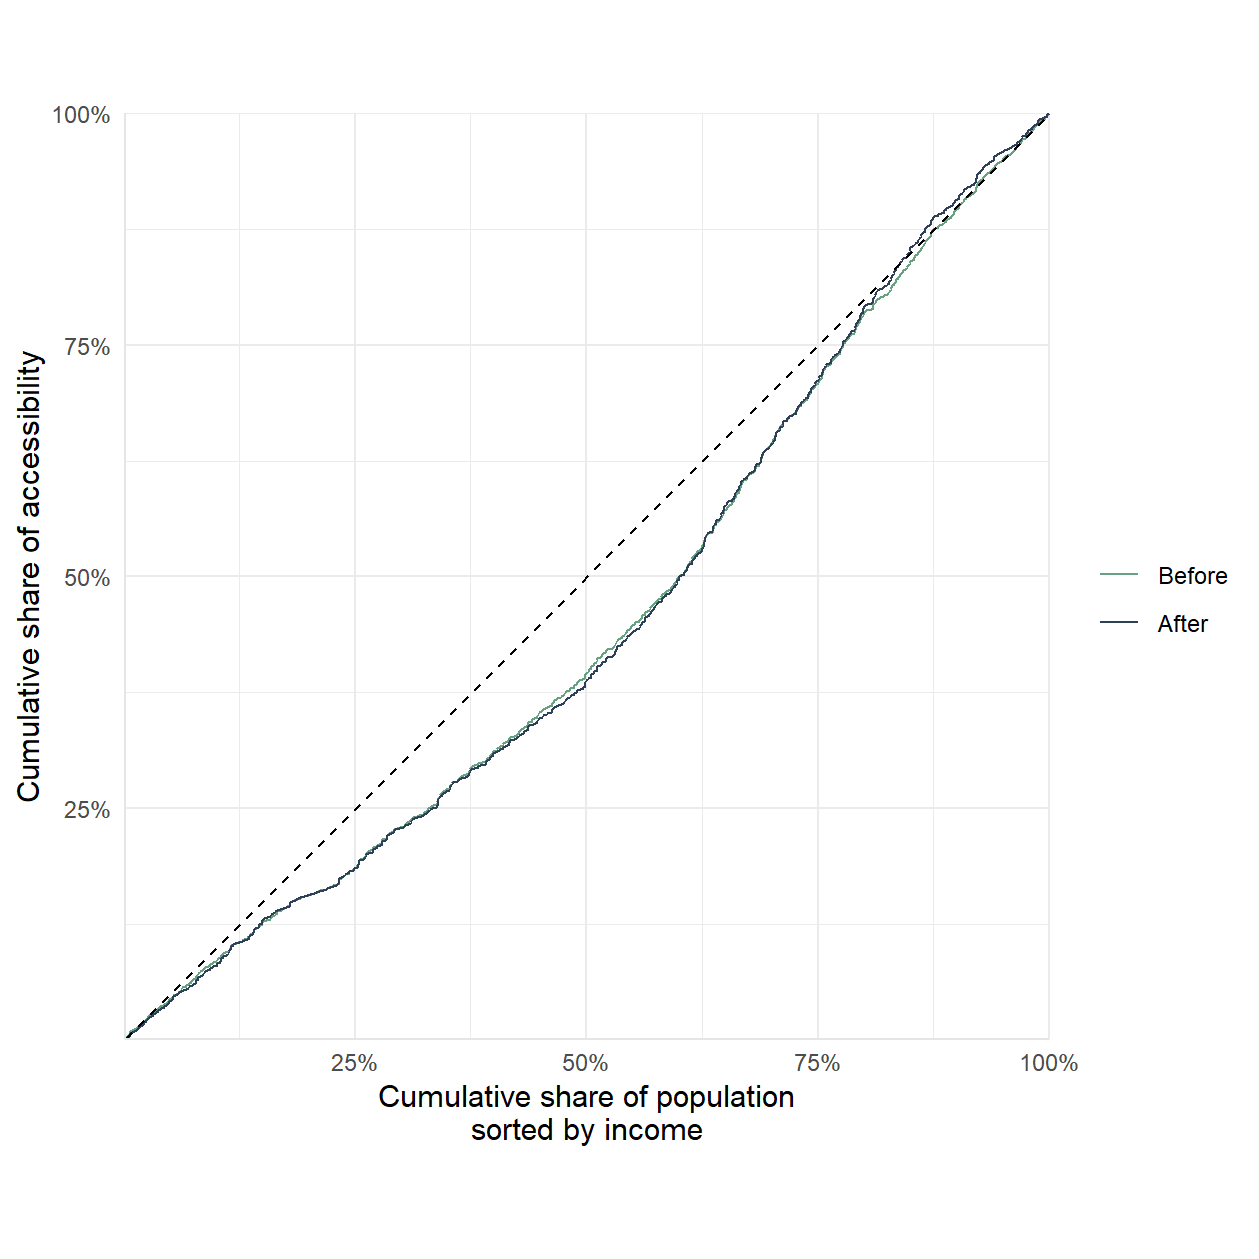 100%
75%
50%
25%
25%
50%
75%
100%
Cumulative share of accessibility
Cumulative share of population
sorted by income
Before
After